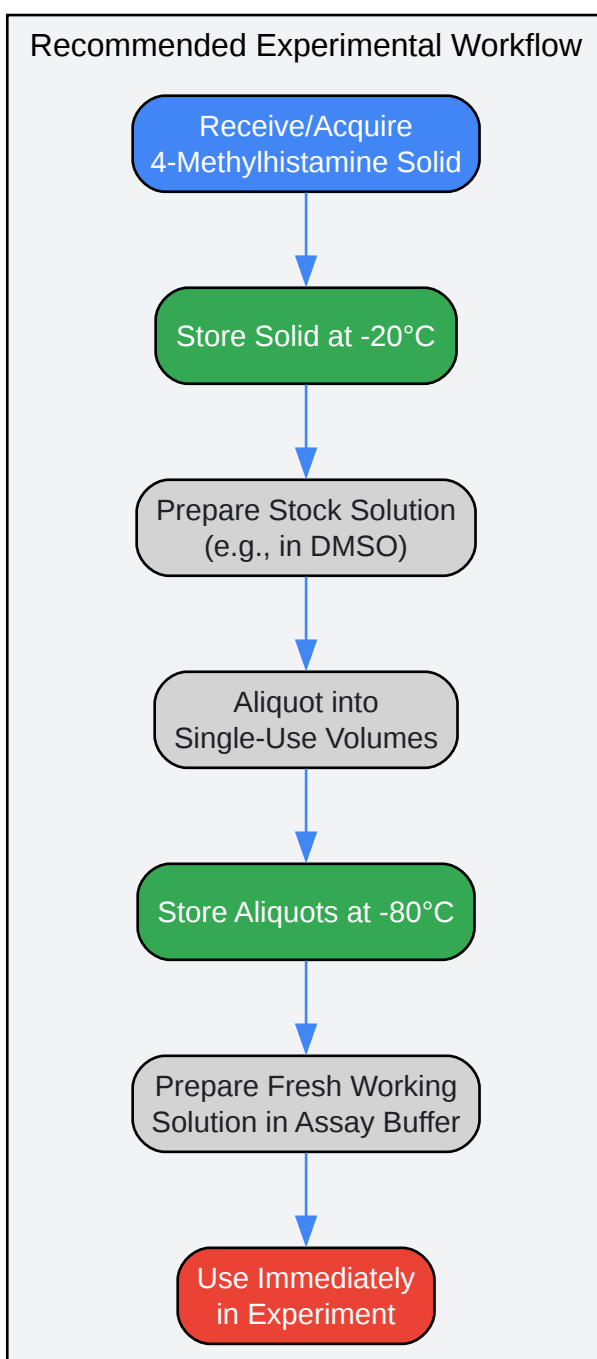 Recommended Experimental Workflow
Receive/Acquire
4-Methylhistamine Solid
Store Solid at -20°C
Prepare Stock Solution
(e.g., in DMSO)
Aliquot into
Single-Use Volumes
Store Aliquots at -80°C
Prepare Fresh Working
Solution in Assay Buffer
Use Immediately
in Experiment